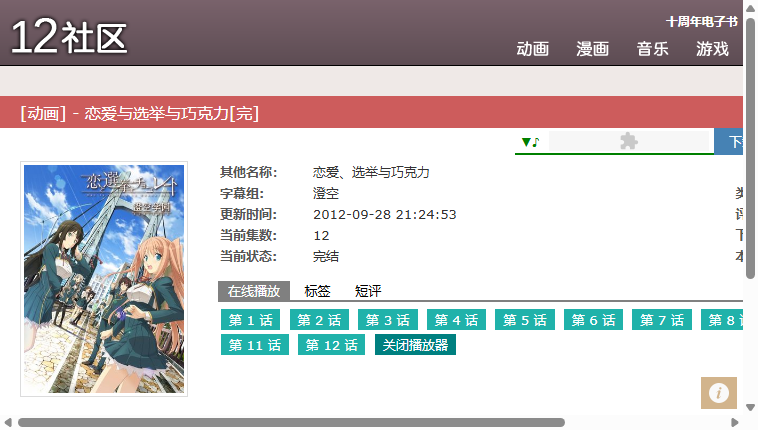 12社区
十周年电子书
动画 漫画 音乐 游戏
[动画] - 恋爱与选举与巧克力[完]
▼♪
恋選挙チョコレート
澄空学園
其他名称: 恋爱、选举与巧克力
字幕组: 澄空
更新时间: 2012-09-28 21:24:53
当前集数: 12
当前状态: 完结
在线播放 标签 短评
第 1 话 第 2 话 第 3 话 第 4 话 第 5 话 第 6 话 第 7 话 第 8
第 11 话 第 12 话 关闭播放器